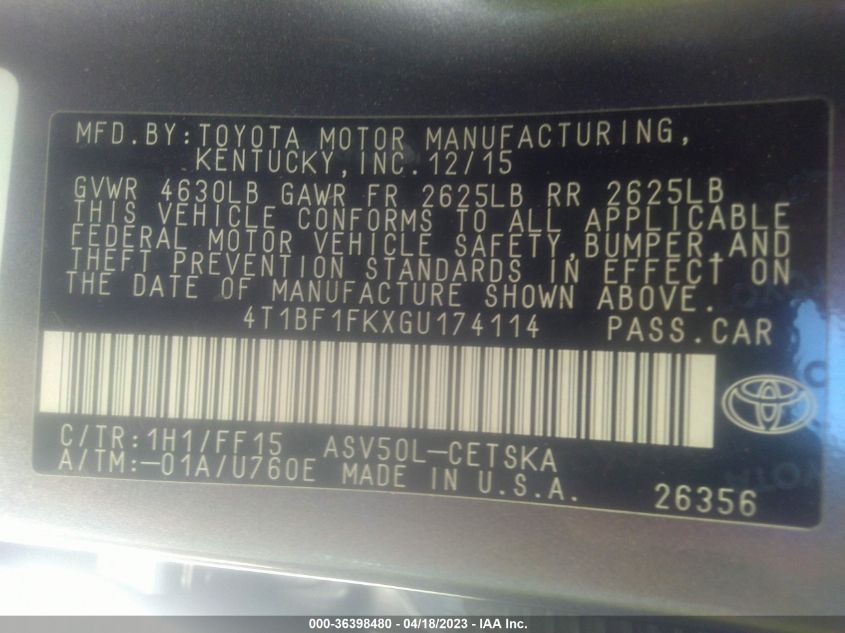 MFD.BY:TOYOTA MOTOR MANUFACTURING,
KENTUCKY,INC.12/15
GVWR 4630LB GAWR FR 2625LB RR 2625LB
THIS VEHICLE CONFORMS TO ALL APPLICABLE
FEDERAL MOTOR VEHICLE SAFETY,BUMPER,AND
THEFT PREVENTION STANDARDS IN EFFECT ON
THE DATE OF MANUFACTURE SHOWN ABOVE.
4T1BF1FKXGU174114 PASS.CAR
C/TR:1H1/FF15 ASV50L-CETSKA
A/TM:-01A/U760E MADE IN U.S.A.
26356
000-36398480 - 04/18/2023 - IAA Inc.